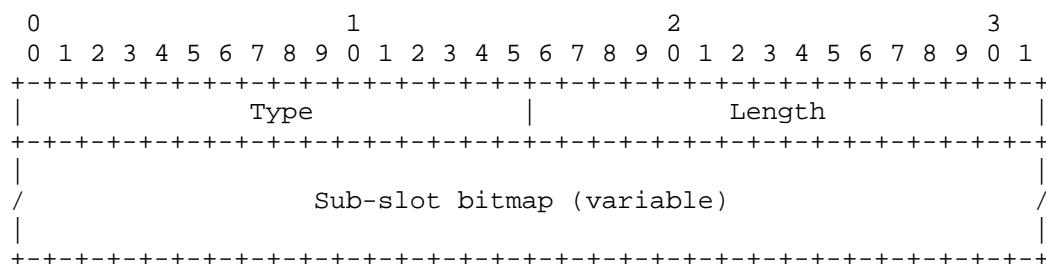 0                   1                   2                   3
 0 1 2 3 4 5 6 7 8 9 0 1 2 3 4 5 6 7 8 9 0 1 2 3 4 5 6 7 8 9 0 1
+-+-+-+-+-+-+-+-+-+-+-+-+-+-+-+-+-+-+-+-+-+-+-+-+-+-+-+-+-+-+-+-+
|              Type             |            Length             |
+-+-+-+-+-+-+-+-+-+-+-+-+-+-+-+-+-+-+-+-+-+-+-+-+-+-+-+-+-+-+-+-+
|                                                               |
/                  Sub-slot bitmap (variable)                   /
|                                                               |
+-+-+-+-+-+-+-+-+-+-+-+-+-+-+-+-+-+-+-+-+-+-+-+-+-+-+-+-+-+-+-+-+